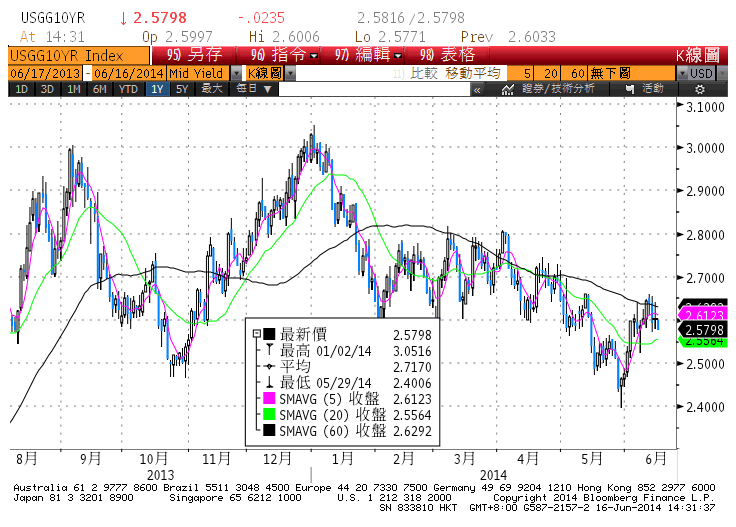 USGG10YR ↓ 2.5798 -.0235 2.5816/2.5798
At 14:31 Op 2.5997 Hi 2.6006 Lo 2.5771 Prev 2.6033
USGG10YR Index 95) 另存 96) 指令 97) 編輯 98) 表格 K線圖
06/17/2013 - 06/16/2014 Mid Yield K線圖 比較 移動平均 5 20 60 無下圖 USD
1D 3D 1M 6M YTD 1Y 5Y 最大 每日 ▼ « 證券/技術分析 活動
3.1000
3.0000
2.9000
2.8000
2.7000
2.6123
2.5798
2.5564
2.5000
2.4000
最新價 2.5798
最高 01/02/14 3.0516
平均 2.7170
最低 05/29/14 2.4006
SMAVG (5) 收盤 2.6123
SMAVG (20) 收盤 2.5564
SMAVG (60) 收盤 2.6292
8月 9月 10月 11月 12月 1月 2月 3月 4月 5月 6月
2013 2014
Australia 61 2 9777 8600 Brazil 5511 3048 4500 Europe 44 20 7330 7500 Germany 49 69 9204 1210 Hong Kong 852 2977 6000
Japan 81 3 3201 8900 Singapore 65 6212 1000 U.S. 1 212 318 2000 Copyright 2014 Bloomberg Finance L.P.
SN 833810 HKT GMT+8:00 G587-2157-2 16-Jun-2014 14:31:37